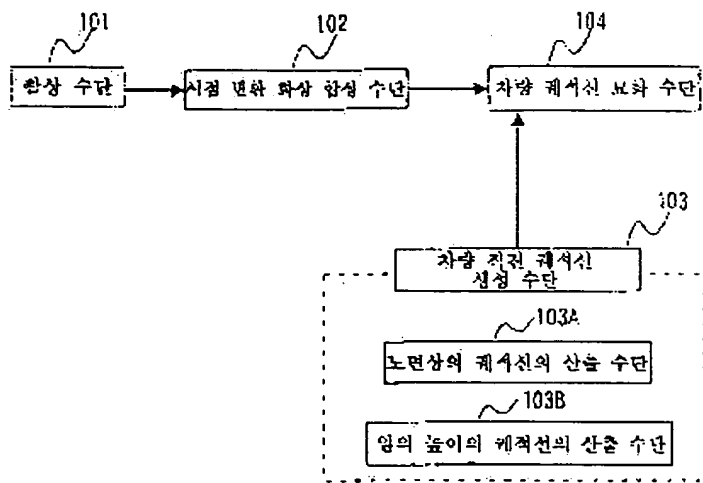 101
102
104
촬상 수단
시점 변환 화상 합성 수단
차량 궤적선 묘화 수단
103
차량 직진 궤적선
생성 수단
103A
노면상의 궤적선의 산출 수단
103B
임의 높이의 궤적선의 산출 수단